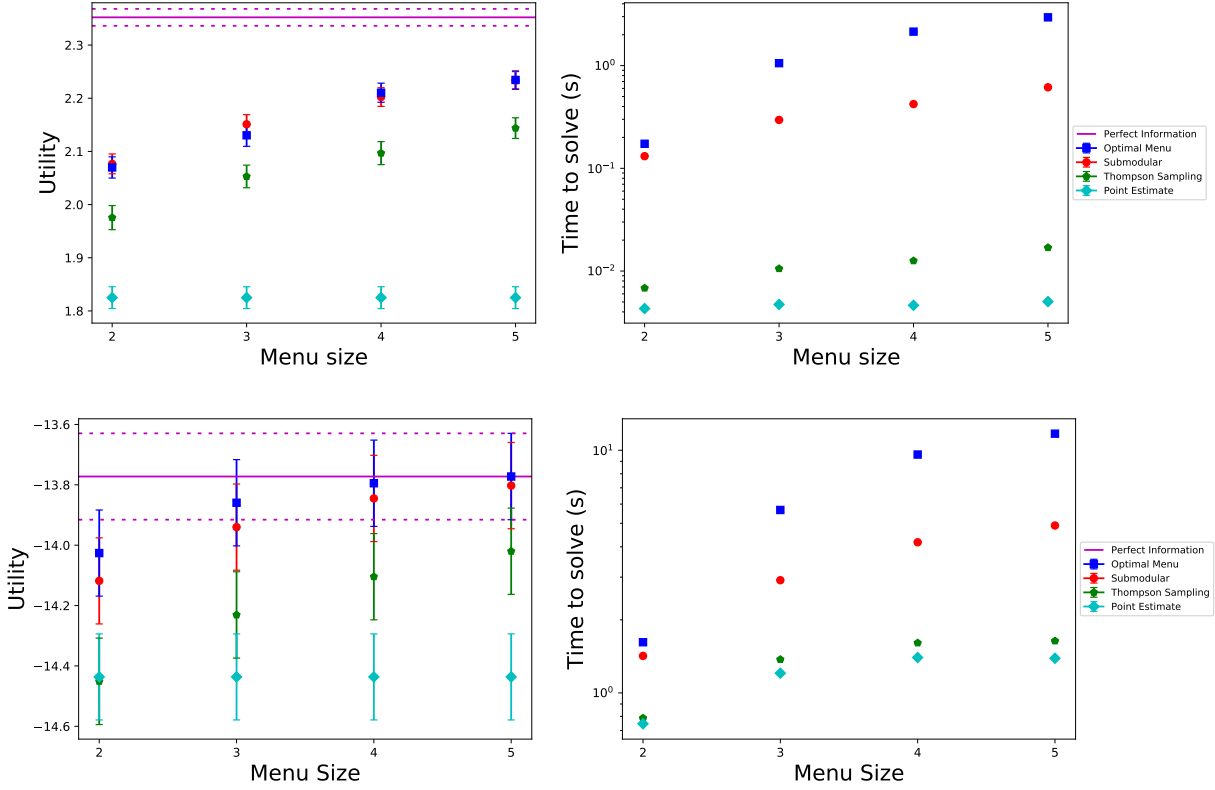 2.3
2.2
2.1
2.0
1.9
1.8
Utility
2
3
4
5
Menu size
10⁰
10⁻¹
10⁻²
Time to solve (s)
2
3
4
5
Menu size
Perfect Information
Optimal Menu
Submodular
Thompson Sampling
Point Estimate
−13.6
−13.8
−14.0
−14.2
−14.4
−14.6
Utility
2
3
4
5
Menu Size
10¹
10⁰
Time to solve (s)
2
3
4
5
Menu Size
Perfect Information
Optimal Menu
Submodular
Thompson Sampling
Point Estimate